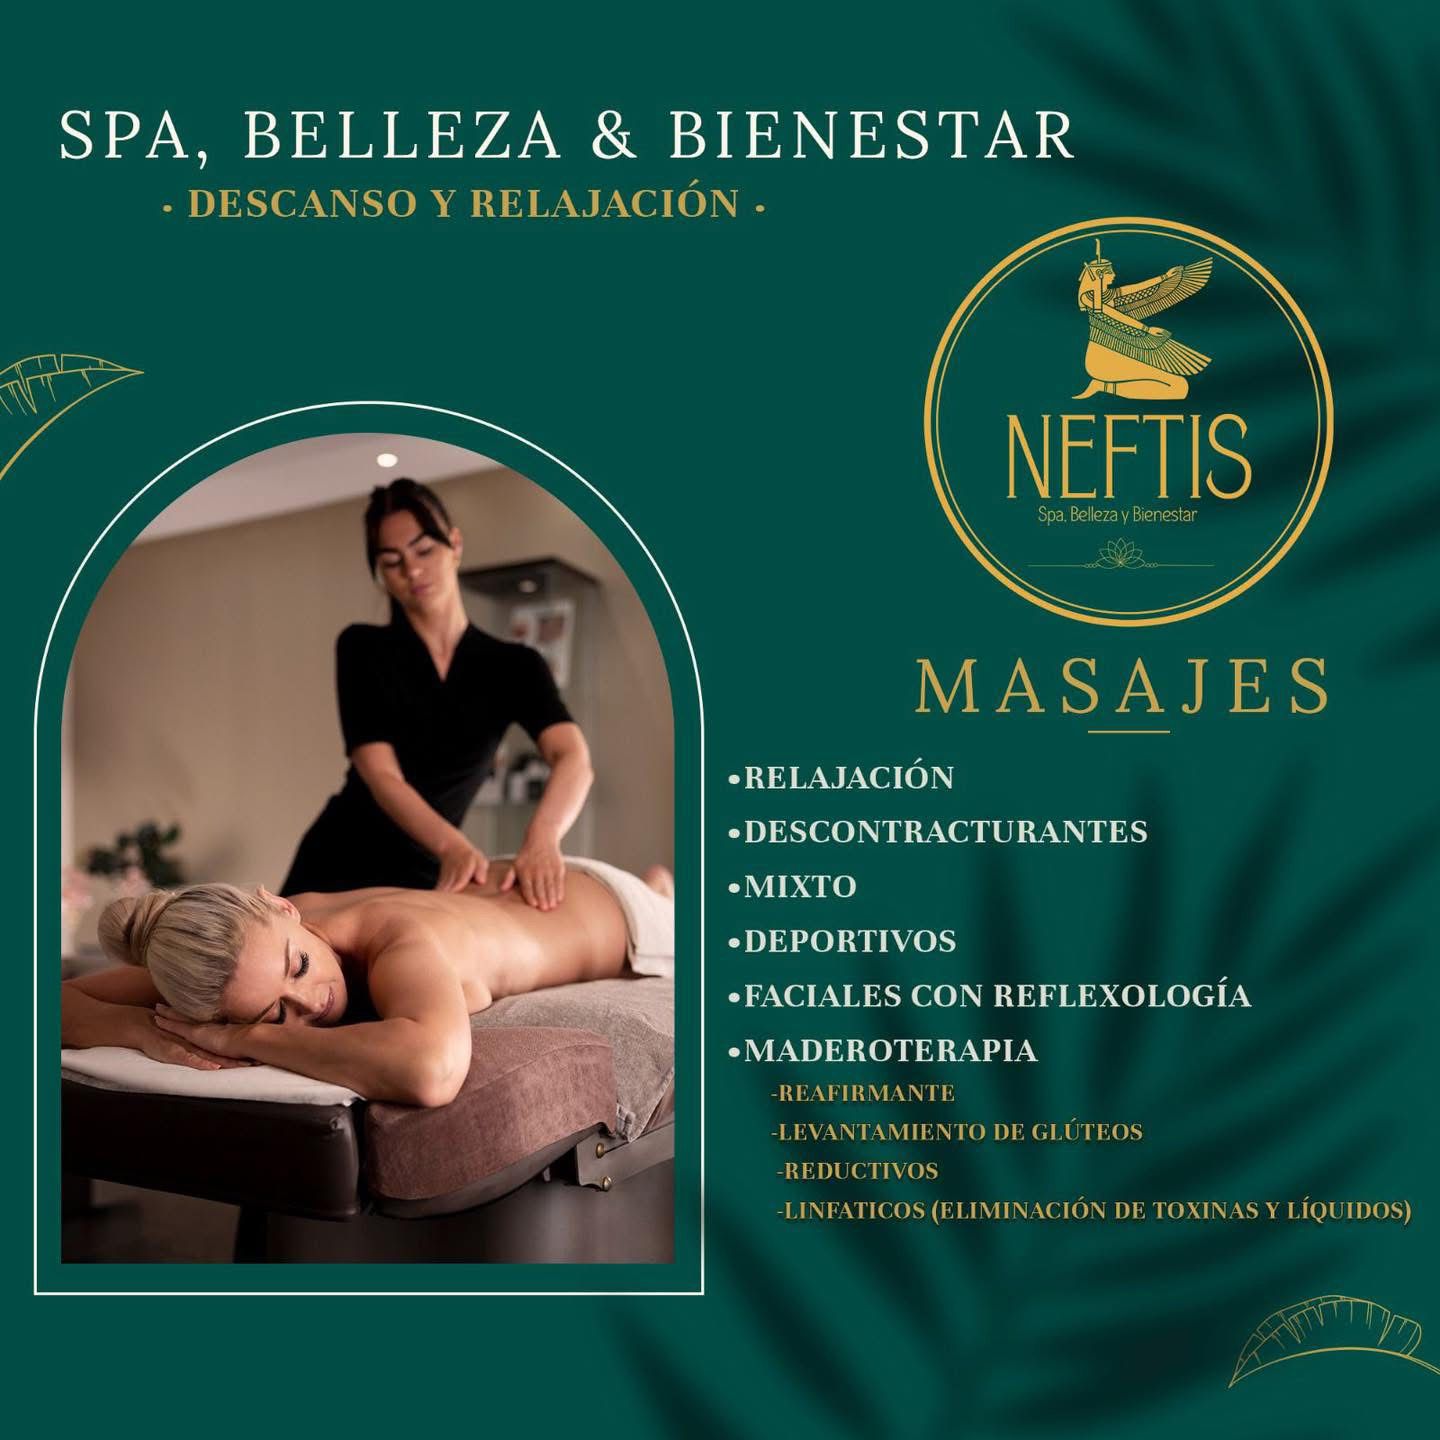 SPA, BELLEZA & BIENESTAR
• DESCANSO Y RELAJACIÓN •
NEFTIS
Spa, Belleza y Bienestar
MASAJES
•RELAJACIÓN
•DESCONTRACTURANTES
•MIXTO
•DEPORTIVOS
•FACIALES CON REFLEXOLOGÍA
•MADEROTERAPIA
-REAFIRMANTE
-LEVANTAMIENTO DE GLÚTEOS
-REDUCTIVOS
-LINFATICOS (ELIMINACIÓN DE TOXINAS Y LÍQUIDOS)